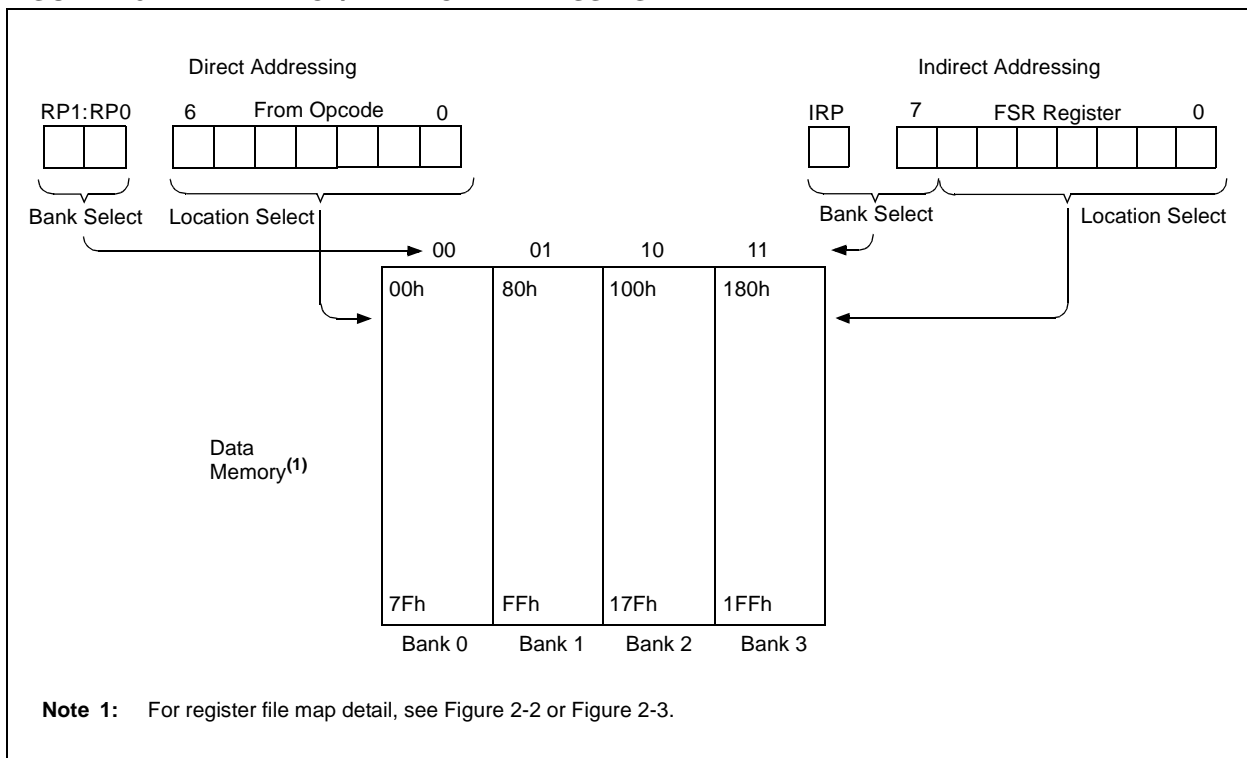 Direct Addressing
Indirect Addressing
RP1:RP0 6 From Opcode 0
IRP 7 FSR Register 0
Bank Select Location Select
Bank Select Location Select
00 01 10 11
00h 80h 100h 180h
Data
Memory(1)
7Fh FFh 17Fh 1FFh
Bank 0 Bank 1 Bank 2 Bank 3
Note 1: For register file map detail, see Figure 2-2 or Figure 2-3.